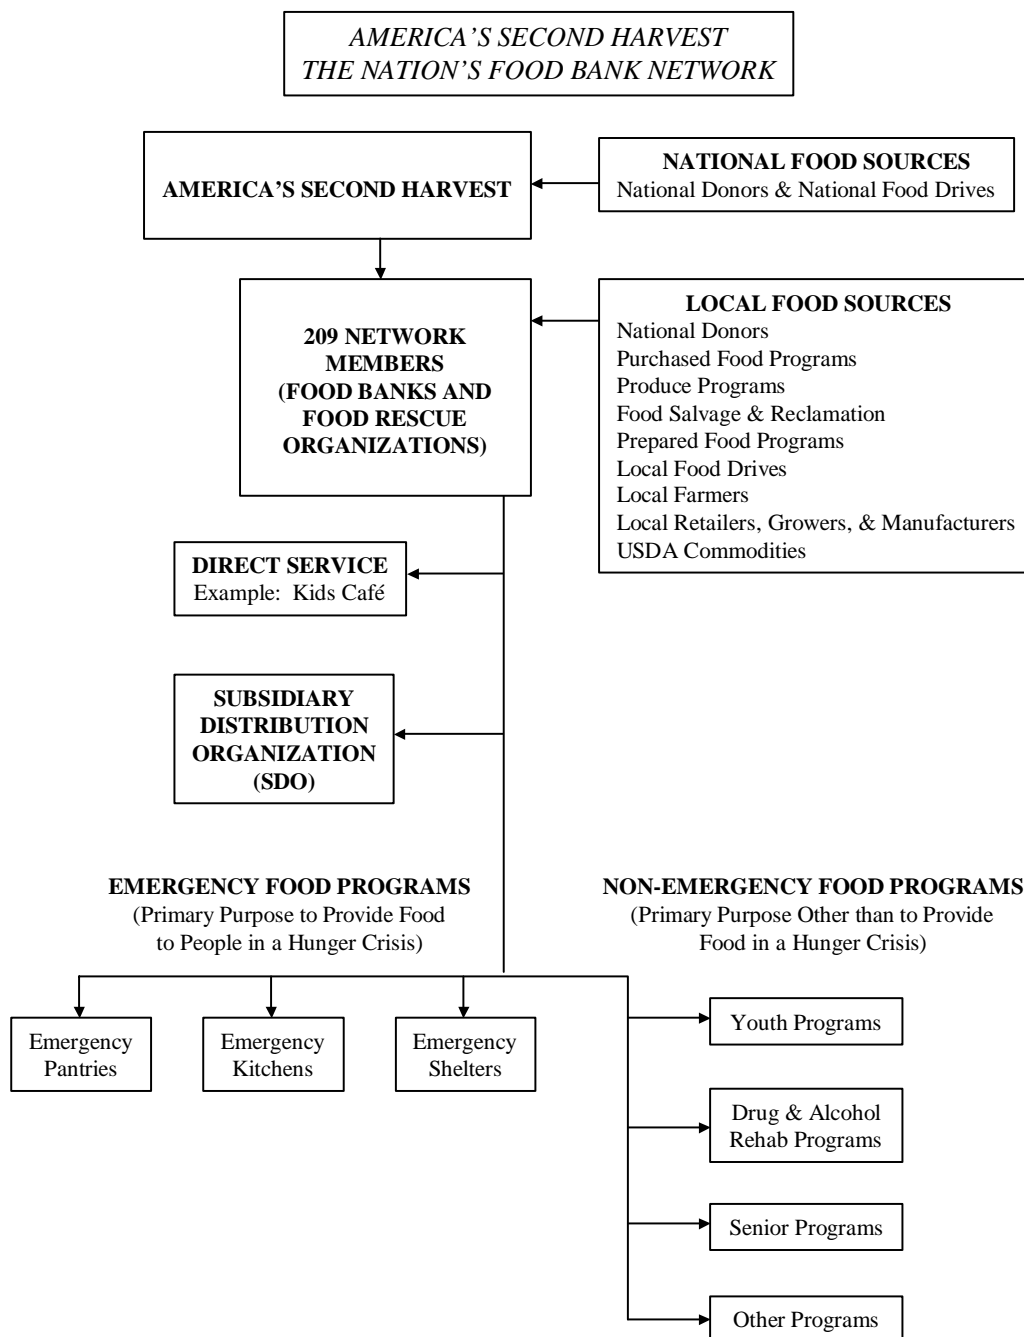 AMERICA’S SECOND HARVEST
THE NATION’S FOOD BANK NETWORK
AMERICA’S SECOND HARVEST
NATIONAL FOOD SOURCES
National Donors & National Food Drives
209 NETWORK
MEMBERS
(FOOD BANKS AND
FOOD RESCUE
ORGANIZATIONS)
LOCAL FOOD SOURCES
National Donors
Purchased Food Programs
Produce Programs
Food Salvage & Reclamation
Prepared Food Programs
Local Food Drives
Local Farmers
Local Retailers, Growers, & Manufacturers
USDA Commodities
DIRECT SERVICE
Example:  Kids Café
SUBSIDIARY
DISTRIBUTION
ORGANIZATION
(SDO)
EMERGENCY FOOD PROGRAMS
(Primary Purpose to Provide Food
to People in a Hunger Crisis)
NON-EMERGENCY FOOD PROGRAMS
(Primary Purpose Other than to Provide
Food in a Hunger Crisis)
Emergency
Pantries
Emergency
Kitchens
Emergency
Shelters
Youth Programs
Drug & Alcohol
Rehab Programs
Senior Programs
Other Programs